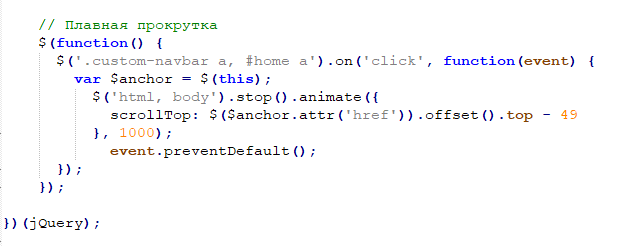 // Плавная прокрутка
$(function() {
$('.custom-navbar a, #home a').on('click', function(event) {
var $anchor = $(this);
$('html, body').stop().animate({
scrollTop: $($anchor.attr('href')).offset().top - 49
}, 1000);
event.preventDefault();
});
});
})(jQuery);